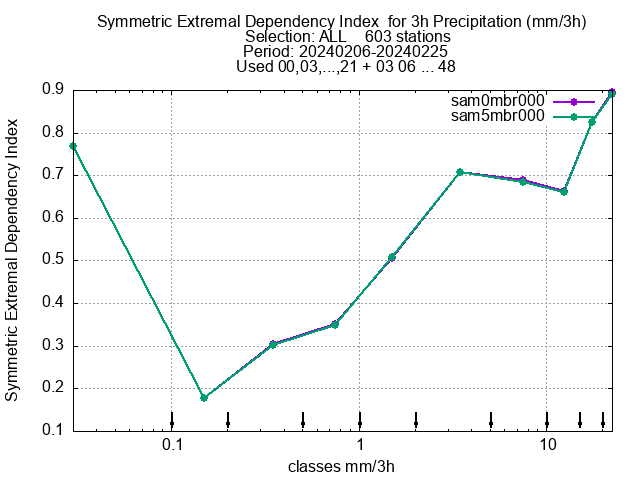 Symmetric Extremal Dependency Index  for 3h Precipitation (mm/3h)
Selection: ALL    603 stations
Period: 20240206-20240225
Used 00,03,...,21 + 03 06 ... 48
sam0mbr000
sam5mbr000
Symmetric Extremal Dependency Index
0.9
0.8
0.7
0.6
0.5
0.4
0.3
0.2
0.1
0.1 1 10
classes mm/3h